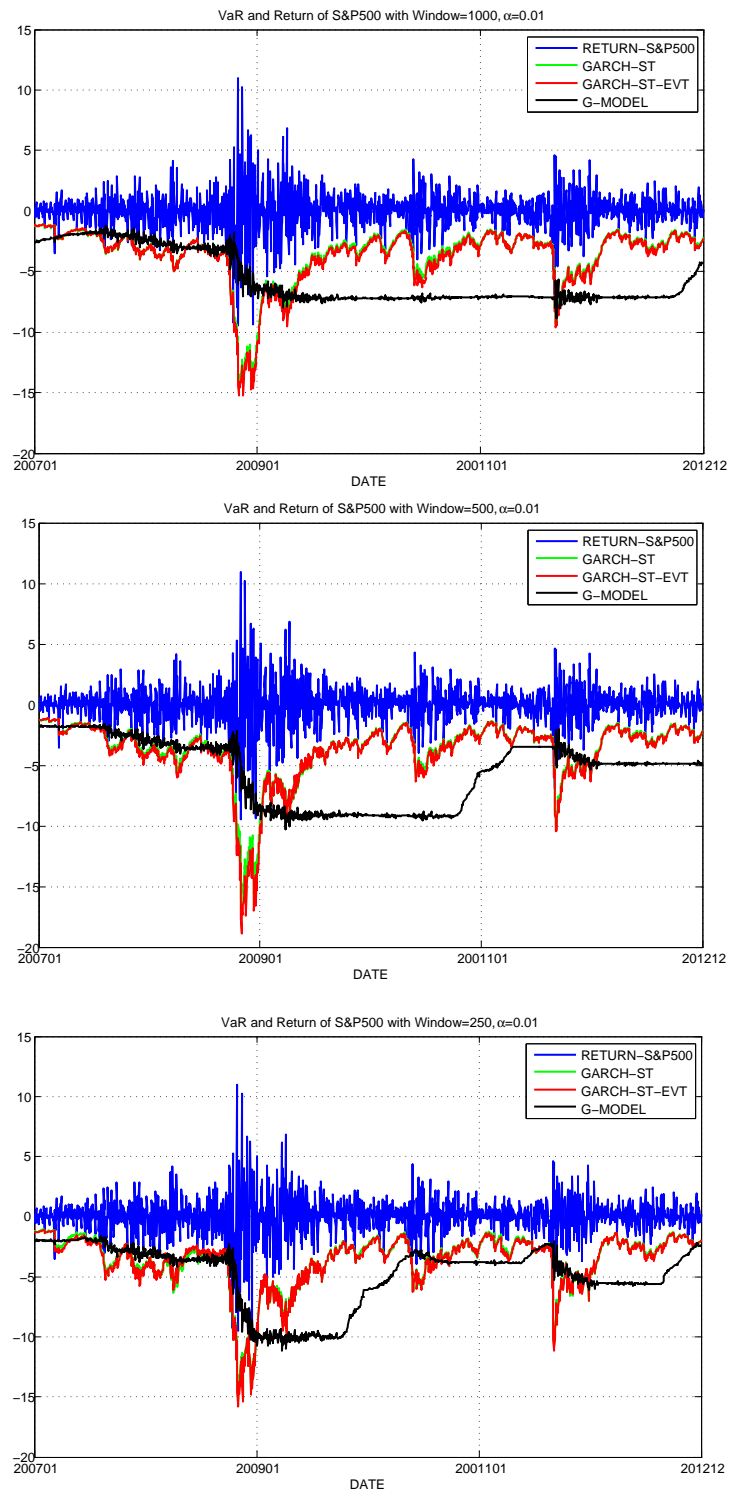 VaR and Return of S&P500 with Window=1000, α=0.01
15
10
5
0
−5
−10
−15
−20
RETURN−S&P500
GARCH−ST
GARCH−ST−EVT
G−MODEL
200701
200901
2001101
201212
DATE
VaR and Return of S&P500 with Window=500, α=0.01
15
10
5
0
−5
−10
−15
−20
RETURN−S&P500
GARCH−ST
GARCH−ST−EVT
G−MODEL
200701
200901
2001101
201212
DATE
VaR and Return of S&P500 with Window=250, α=0.01
15
10
5
0
−5
−10
−15
−20
RETURN−S&P500
GARCH−ST
GARCH−ST−EVT
G−MODEL
200701
200901
2001101
201212
DATE